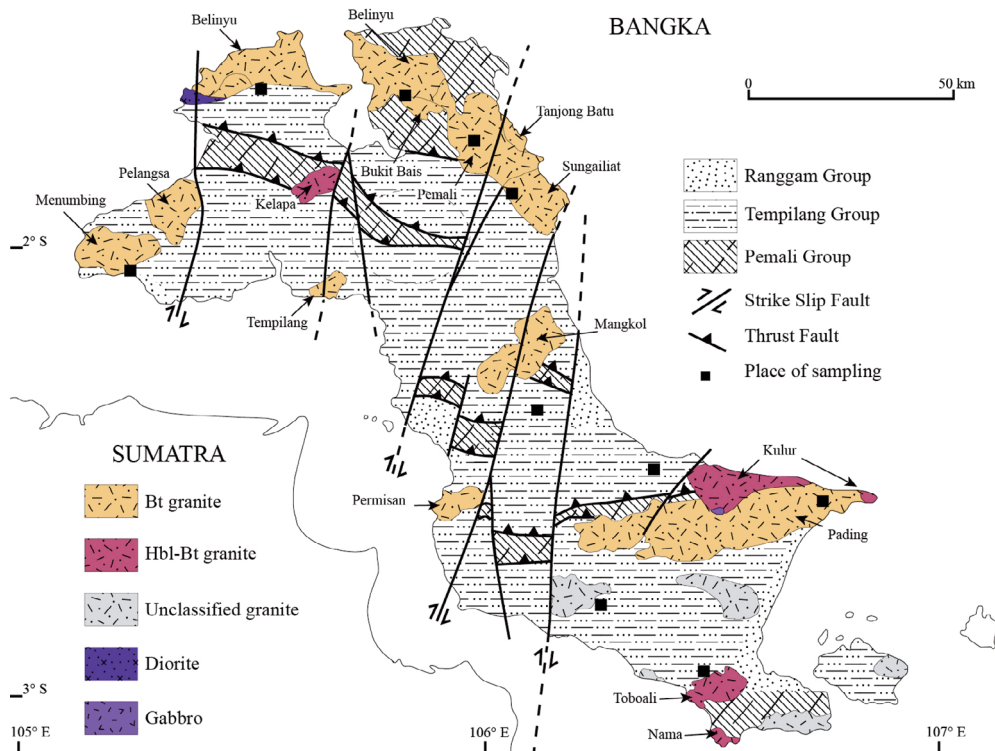 BANGKA
Belinyu
Belinyu
0
50 km
Tanjong Batu
Sungailiat
Bukit Bais
Pemali
Pelangsa
Menumbing
Kelapa
2° S
Tempilang
Mangkol
Ranggam Group
Tempilang Group
Pemali Group
Strike Slip Fault
Thrust Fault
Place of sampling
SUMATRA
Bt granite
Hbl-Bt granite
Unclassified granite
Diorite
Gabbro
Kulur
Permisan
Pading
3° S
Toboali
Nama
105° E
106° E
107° E